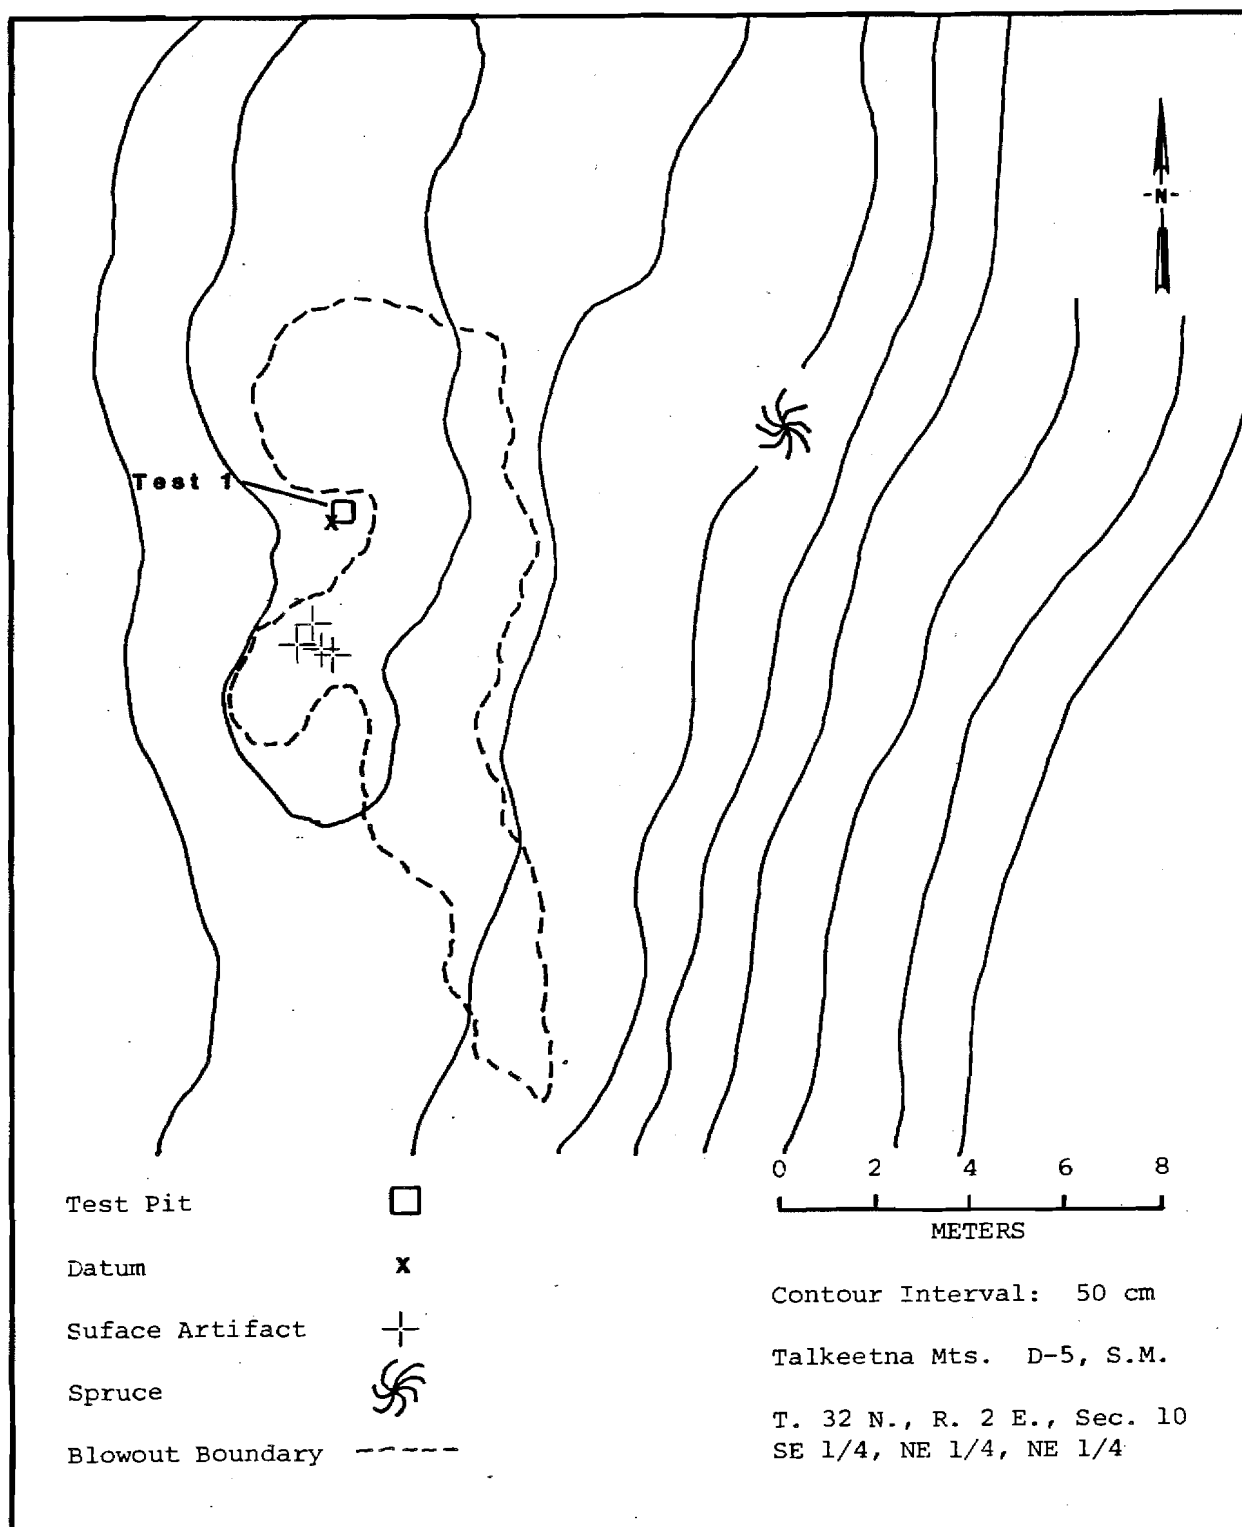 -N-
Test 1
x
0 2 4 6 8
METERS
Test Pit
Datum x
Suface Artifact
Spruce
Blowout Boundary
Contour Interval: 50 cm
Talkeetna Mts. D-5, S.M.
T. 32 N., R. 2 E., Sec. 10
SE 1/4, NE 1/4, NE 1/4